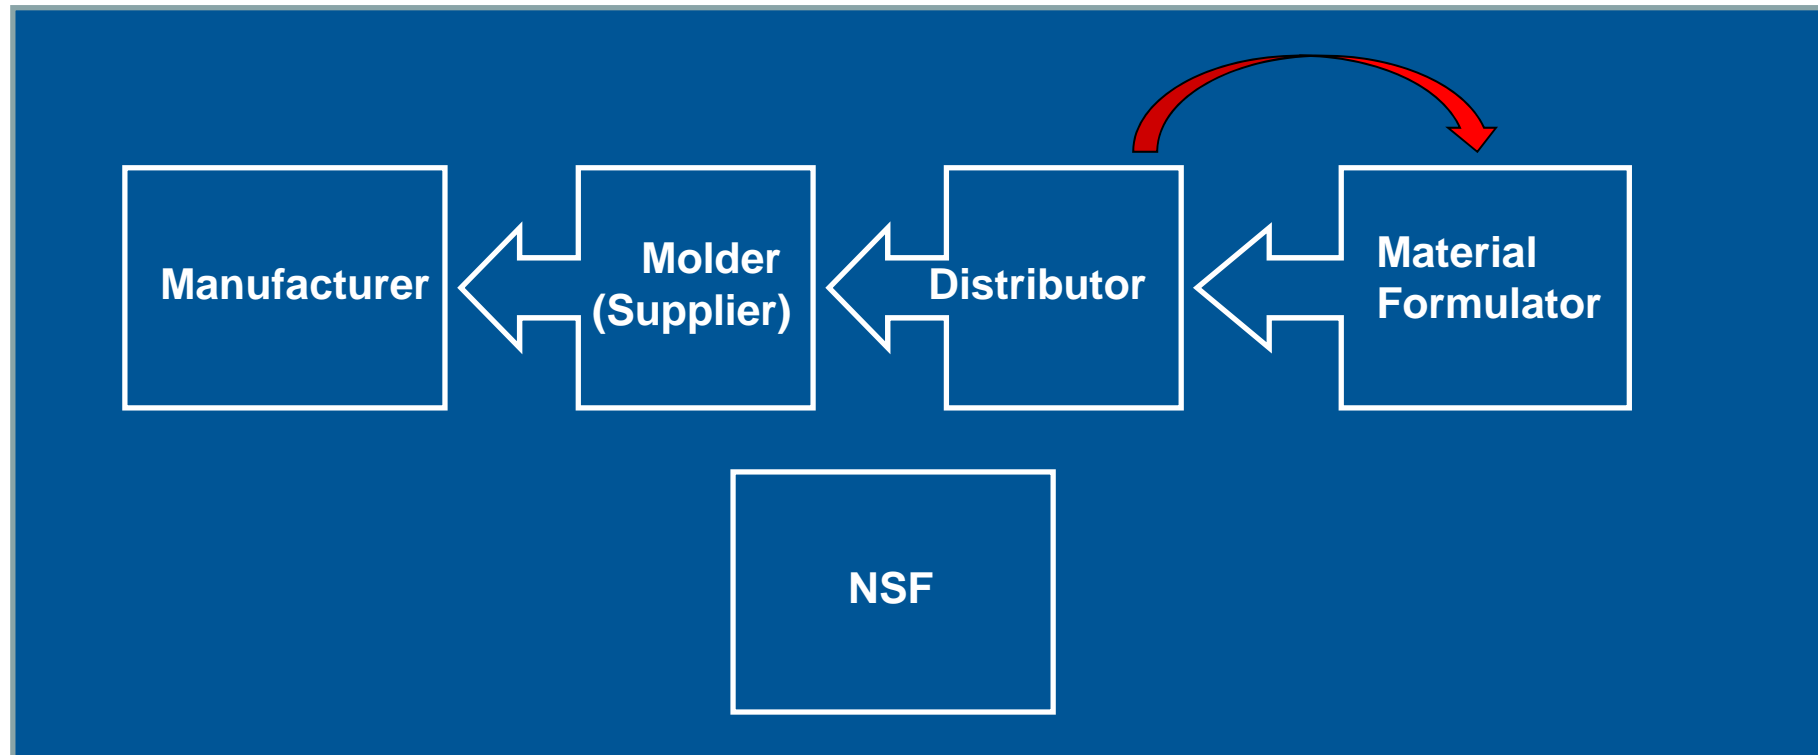 Manufacturer
Molder
(Supplier)
Distributor
Material
Formulator
NSF